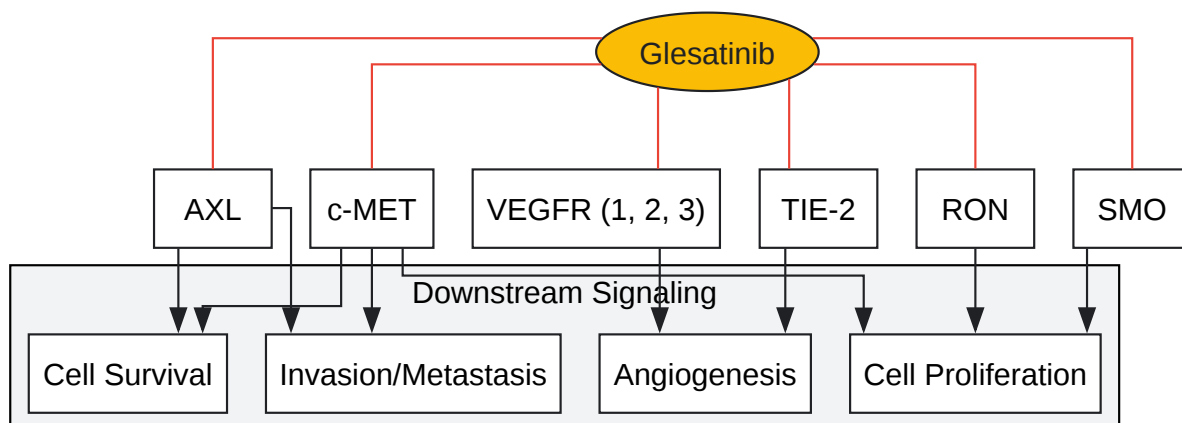 Glesatinib
AXL
c-MET
VEGFR (1, 2, 3)
TIE-2
RON
SMO
Downstream Signaling
Cell Survival
Invasion/Metastasis
Angiogenesis
Cell Proliferation